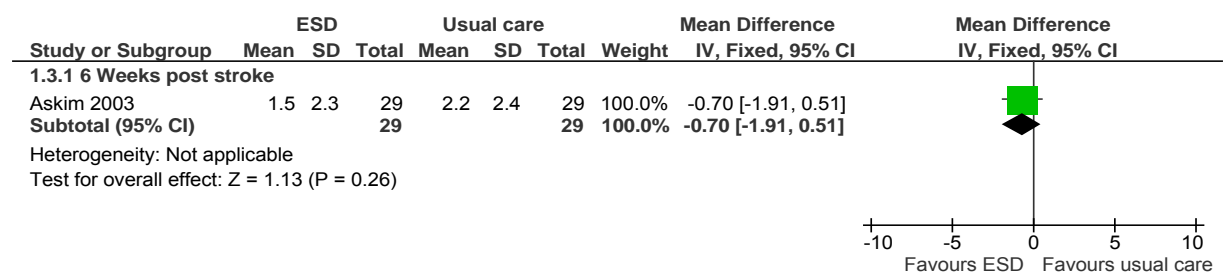 ESD Usual care Mean Difference Mean Difference
Study or Subgroup Mean SD Total Mean SD Total Weight IV, Fixed, 95% CI IV, Fixed, 95% CI
1.3.1 6 Weeks post stroke
Askim 2003 1.5 2.3 29 2.2 2.4 29 100.0% -0.70 [-1.91, 0.51]
Subtotal (95% CI) 29 29 100.0% -0.70 [-1.91, 0.51]
Heterogeneity: Not applicable
Test for overall effect: Z = 1.13 (P = 0.26)
-10 -5 0 5 10
Favours ESD Favours usual care